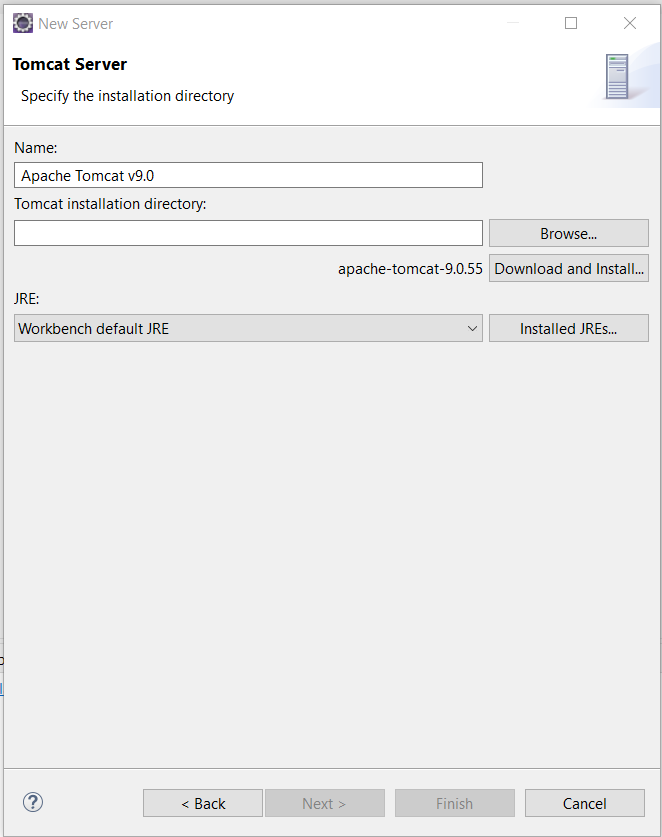 New Server
Tomcat Server
Specify the installation directory
Name:
Apache Tomcat v9.0
Tomcat installation directory:
Browse...
apache-tomcat-9.0.55 Download and Install...
JRE:
Workbench default JRE Installed JREs...
? < Back Next > Finish Cancel